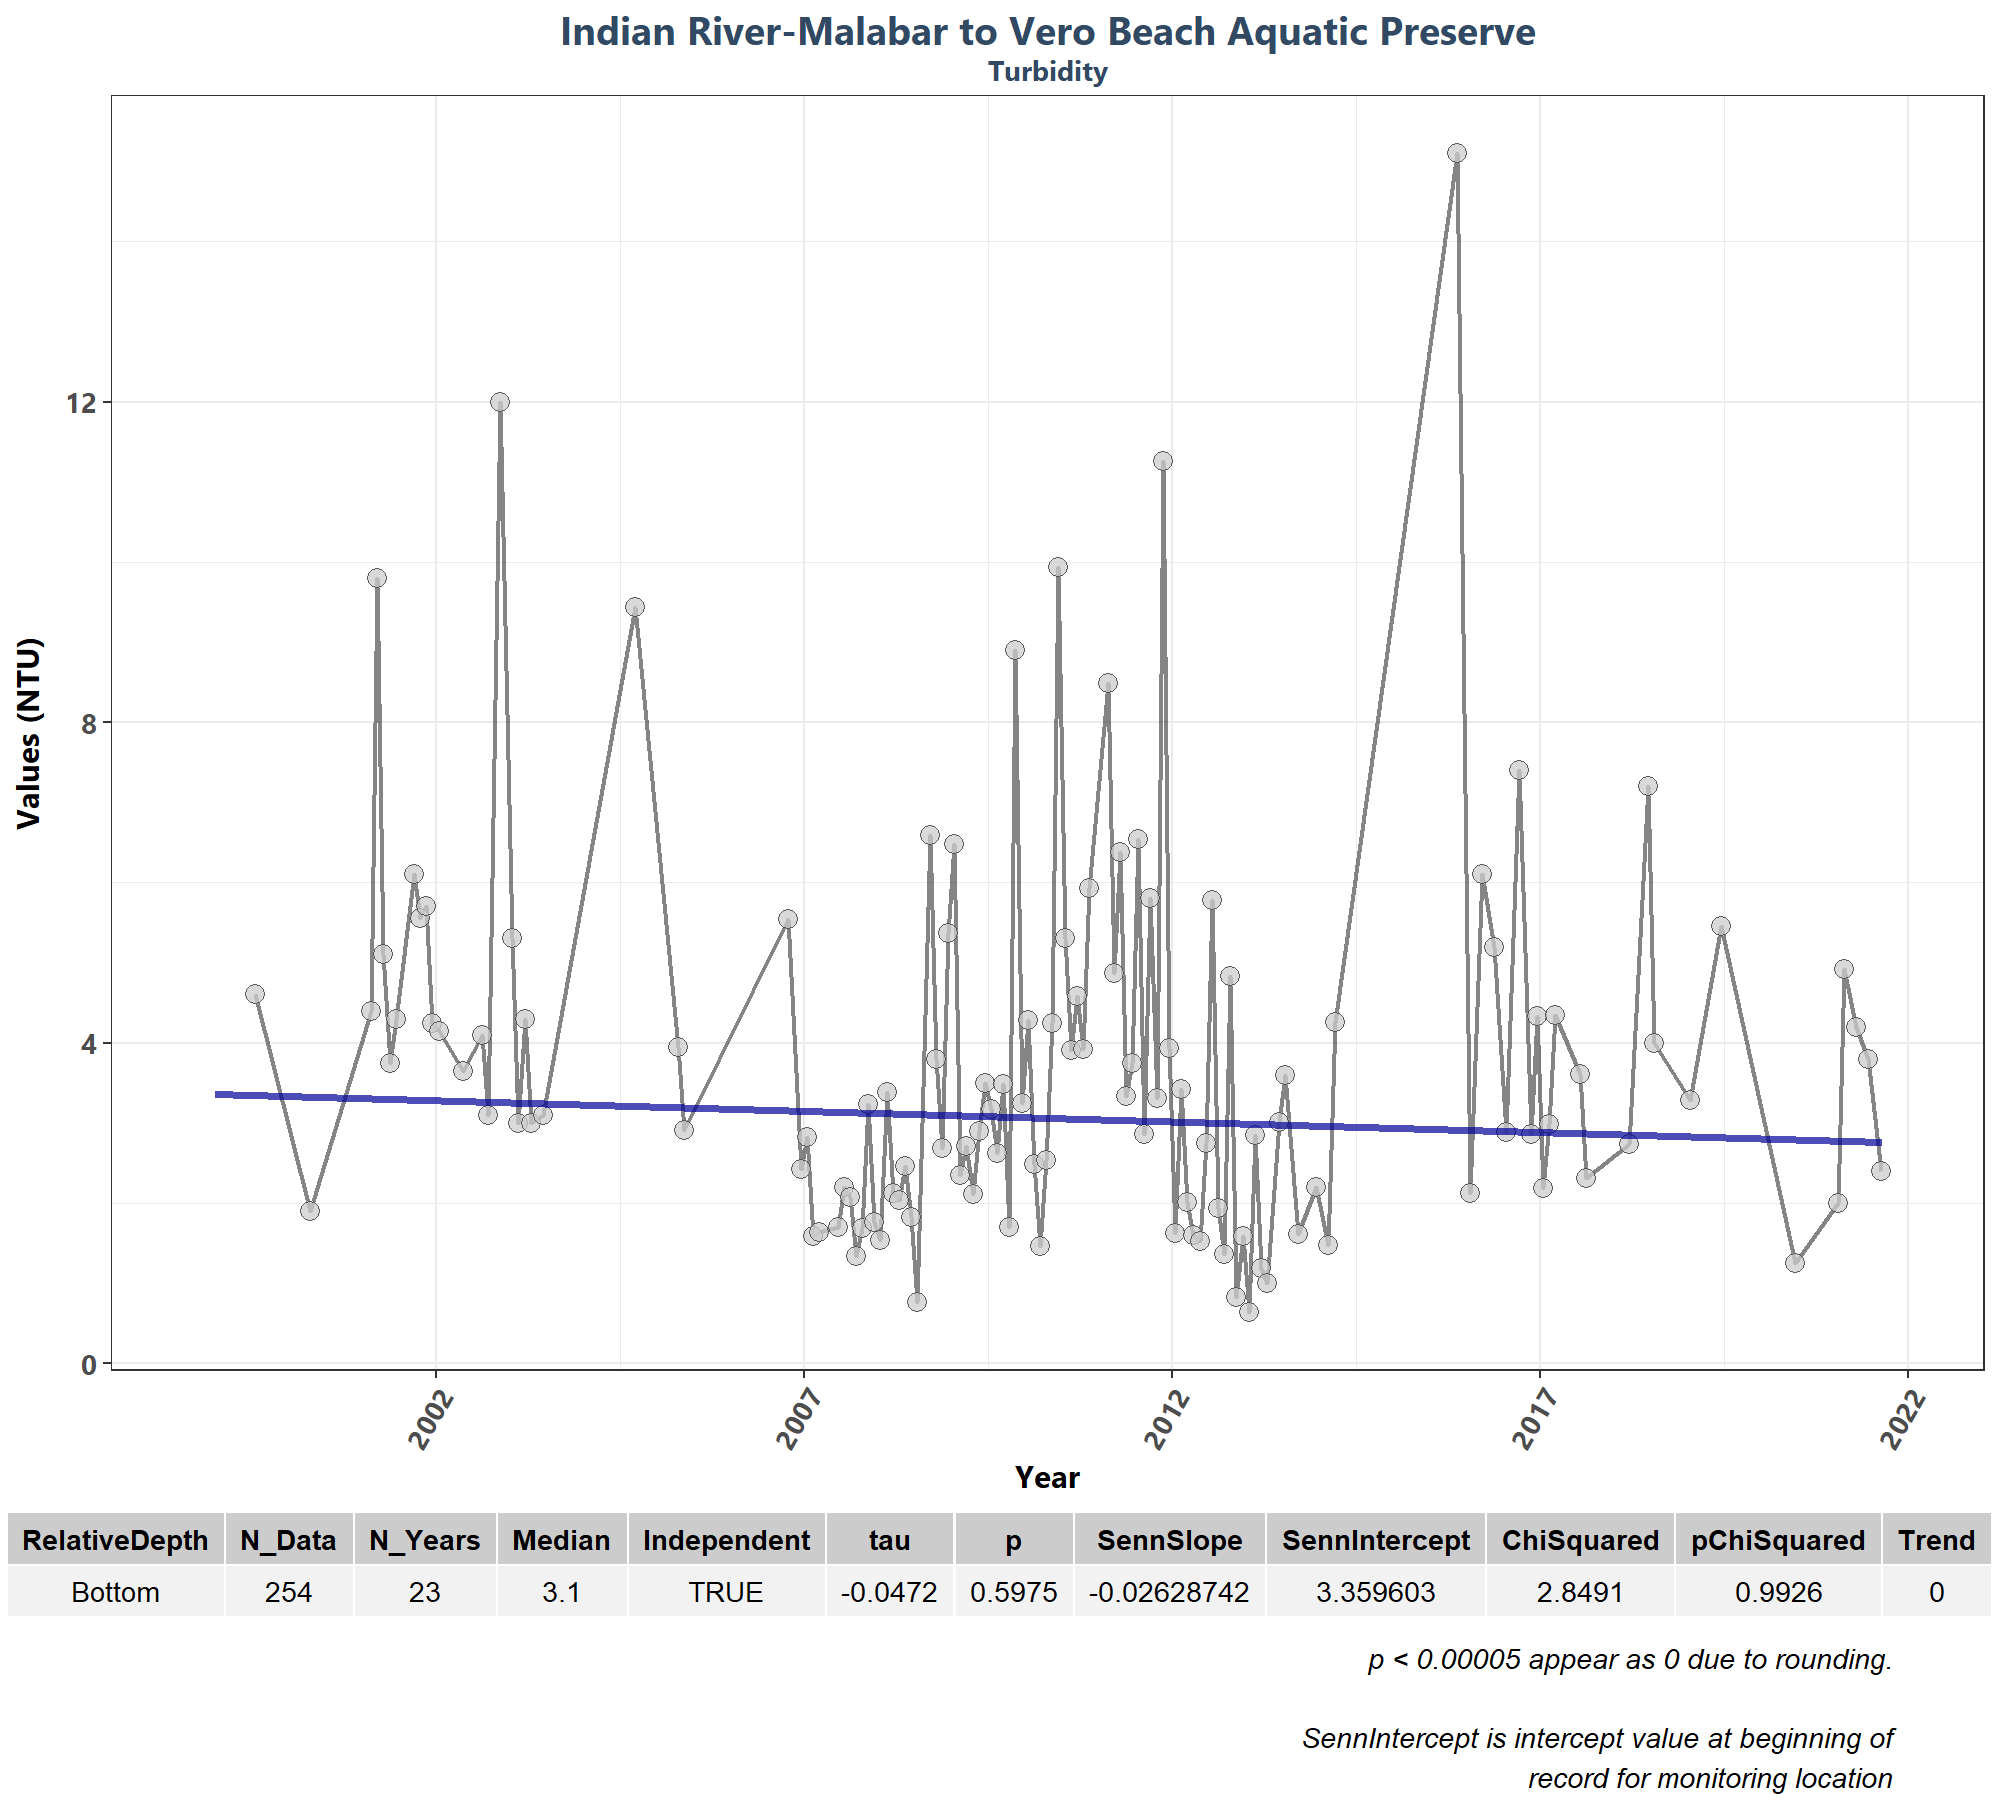 Indian River-Malabar to Vero Beach Aquatic Preserve
Turbidity
Values (NTU)
12
8
4
0
2002 2007 2012 2017 2022
Year
RelativeDepth N_Data N_Years Median Independent tau p SennSlope SennIntercept ChiSquared pChiSquared Trend
Bottom 254 23 3.1 TRUE -0.0472 0.5975 -0.02628742 3.359603 2.8491 0.9926 0
p < 0.00005 appear as 0 due to rounding.
SennIntercept is intercept value at beginning of
record for monitoring location